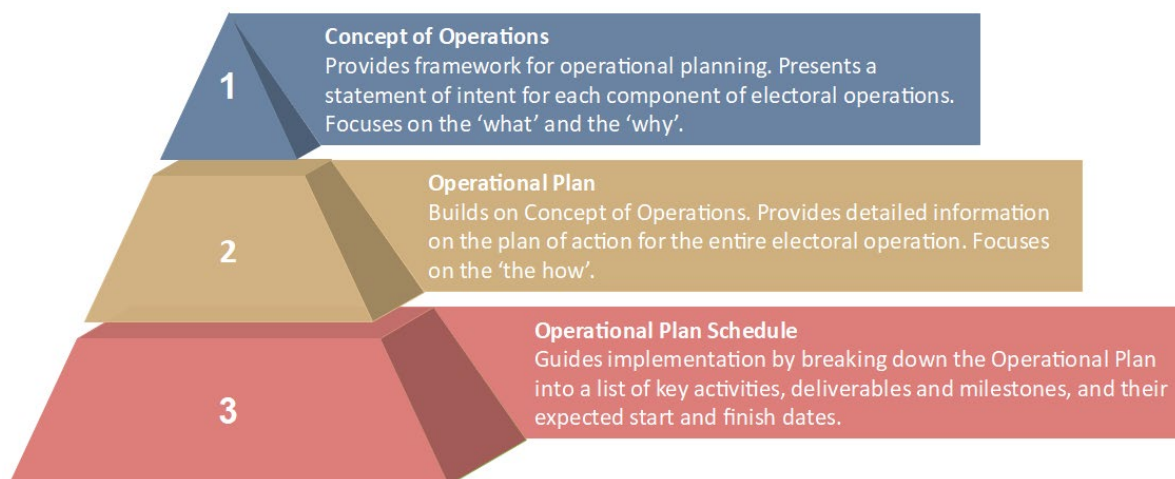 1
Concept of Operations
Provides framework for operational planning. Presents a
statement of intent for each component of electoral operations.
Focuses on the ‘what’ and the ‘why’.
2
Operational Plan
Builds on Concept of Operations. Provides detailed information
on the plan of action for the entire electoral operation. Focuses
on the ‘the how’.
3
Operational Plan Schedule
Guides implementation by breaking down the Operational Plan
into a list of key activities, deliverables and milestones, and their
expected start and finish dates.